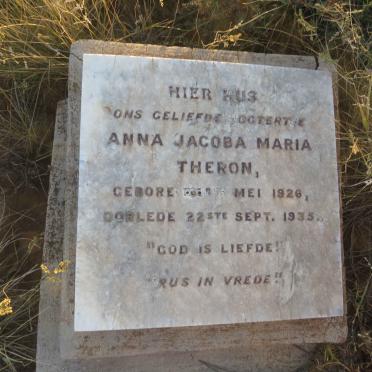 HIER RUS
ONS GELIEFDE DOGTERTJE
ANNA JACOBA MARIA
THERON,
GEBORE MEI 1926,
OORLEDE 22STE SEPT. 1935.
"GOD IS LIEFDE"
"RUS IN VREDE"